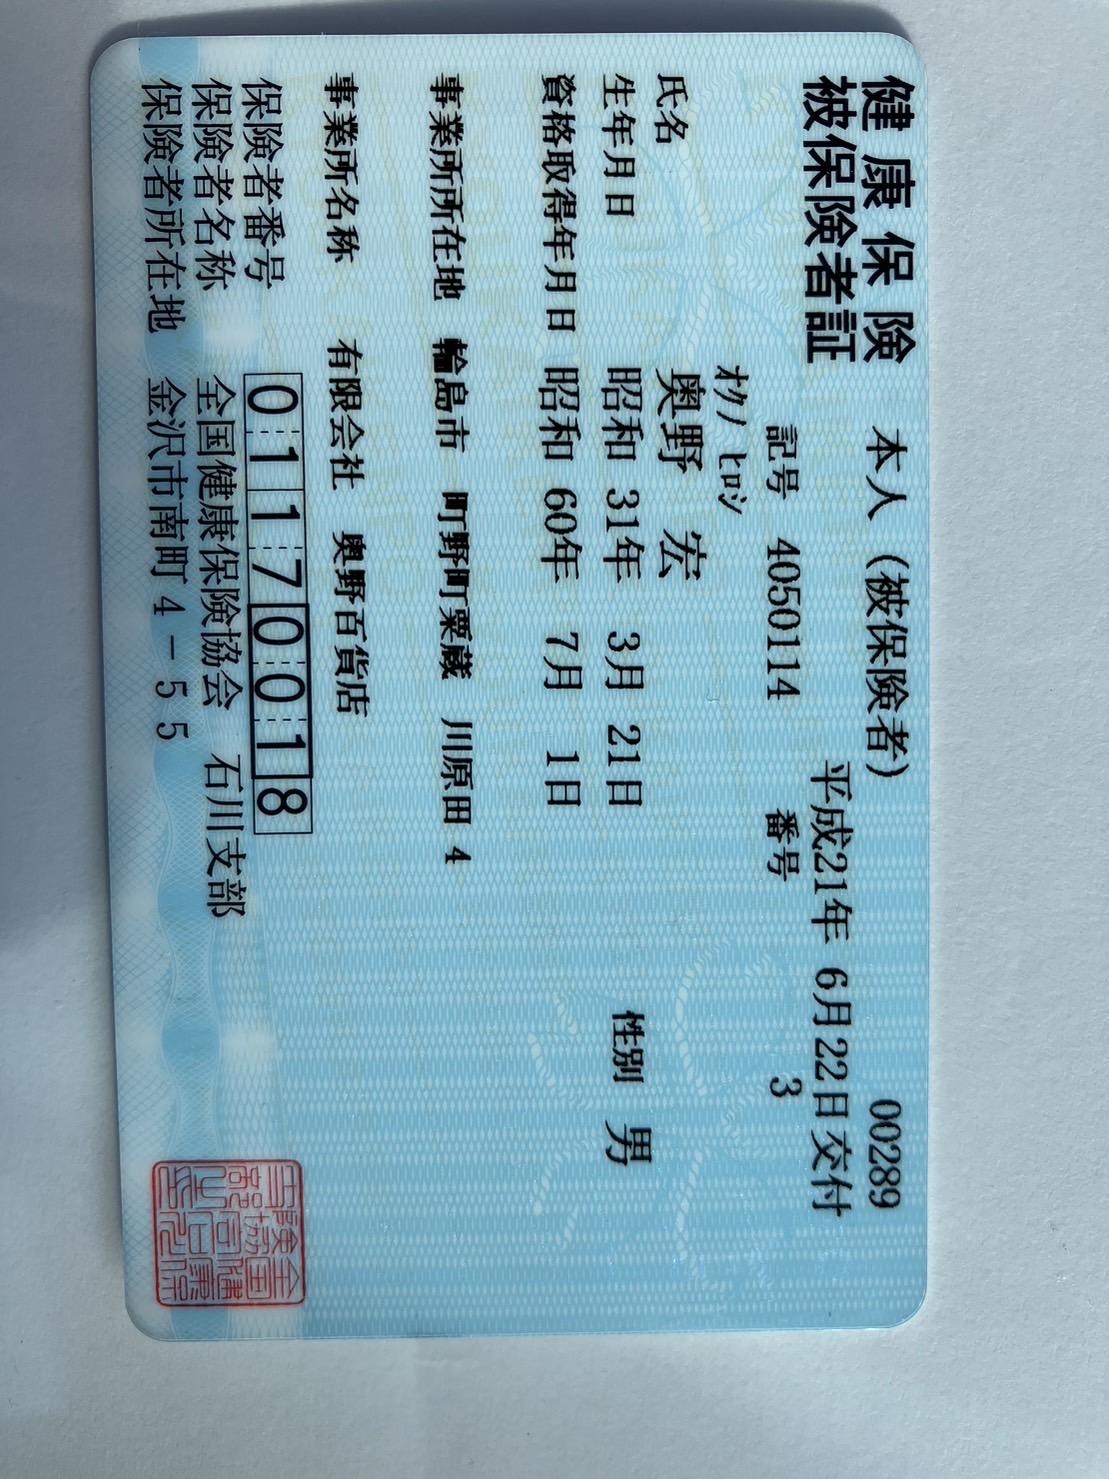 健康保険 本人（被保険者） 00289
被保険者証 平成21年 6月22日交付
記号 4050114 番号 3
ｵｸﾉ ﾋﾛｼ
氏名 奥野 宏
生年月日 昭和 31年 3月 21日 性別 男
資格取得年月日 昭和 60年 7月 1日
事業所所在地 輪島市 町野町粟蔵 川原田 4
事業所名称 有限会社 奥野百貨店
保険者番号 01170018
保険者名称 全国健康保険協会 石川支部
保険者所在地 金沢市南町4-55